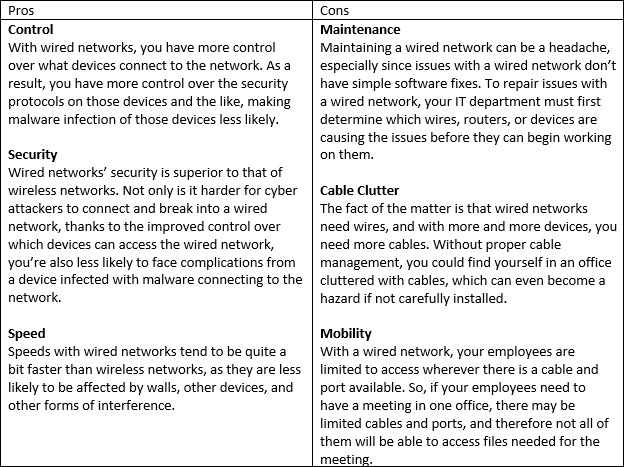 Pros
Cons
Control
With wired networks, you have more control
over what devices connect to the network. As a
result, you have more control over the security
protocols on those devices and the like, making
malware infection of those devices less likely.
Security
Wired networks’ security is superior to that of
wireless networks. Not only is it harder for cyber
attackers to connect and break into a wired
network, thanks to the improved control over
which devices can access the wired network,
you’re also less likely to face complications from
a device infected with malware connecting to the
network.
Speed
Speeds with wired networks tend to be quite a
bit faster than wireless networks, as they are less
likely to be affected by walls, other devices, and
other forms of interference.
Maintenance
Maintaining a wired network can be a headache,
especially since issues with a wired network don’t
have simple software fixes. To repair issues with
a wired network, your IT department must first
determine which wires, routers, or devices are
causing the issues before they can begin working
on them.
Cable Clutter
The fact of the matter is that wired networks
need wires, and with more and more devices, you
need more cables. Without proper cable
management, you could find yourself in an office
cluttered with cables, which can even become a
hazard if not carefully installed.
Mobility
With a wired network, your employees are
limited to access wherever there is a cable and
port available. So, if your employees need to
have a meeting in one office, there may be
limited cables and ports, and therefore not all of
them will be able to access files needed for the
meeting.